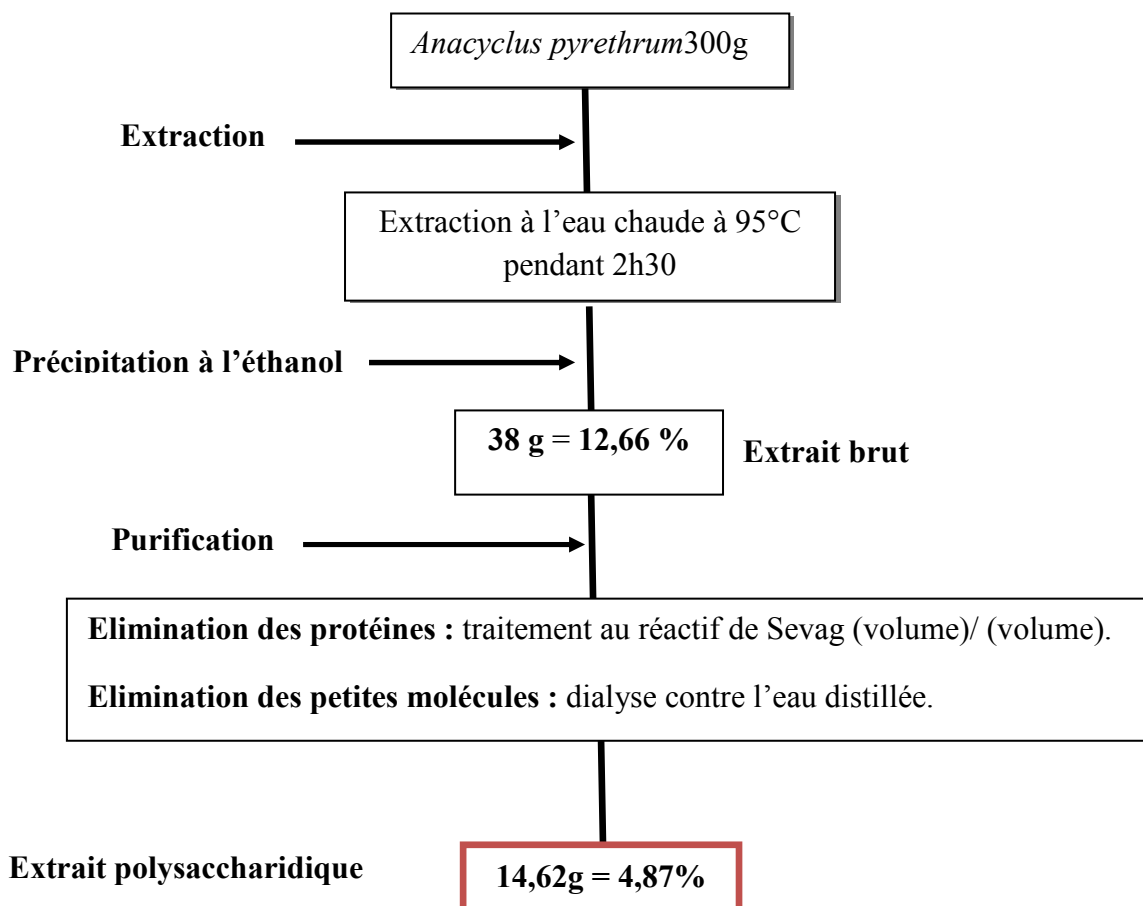 Anacyclus pyrethrum300g
Extraction
Extraction à l’eau chaude à 95°C
pendant 2h30
Précipitation à l’éthanol
38 g = 12,66 %
Extrait brut
Purification
Elimination des protéines : traitement au réactif de Sevag (volume)/ (volume).
Elimination des petites molécules : dialyse contre l’eau distillée.
Extrait polysaccharidique
14,62g = 4,87%